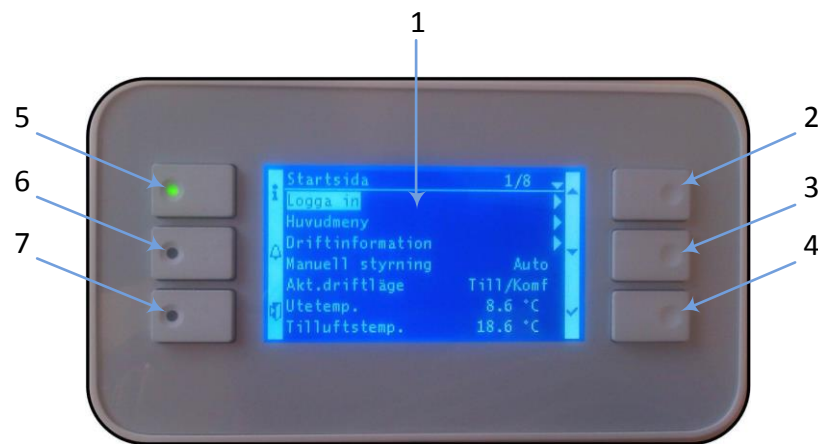 1
5
2
6
3
7
4
Startsida 1/8
Logga in
Huvudmeny
Driftinformation
Manuell styrning Auto
Akt.driftläge Till/Komf
Utetemp. 8.6 °C
Tilluftstemp. 18.6 °C